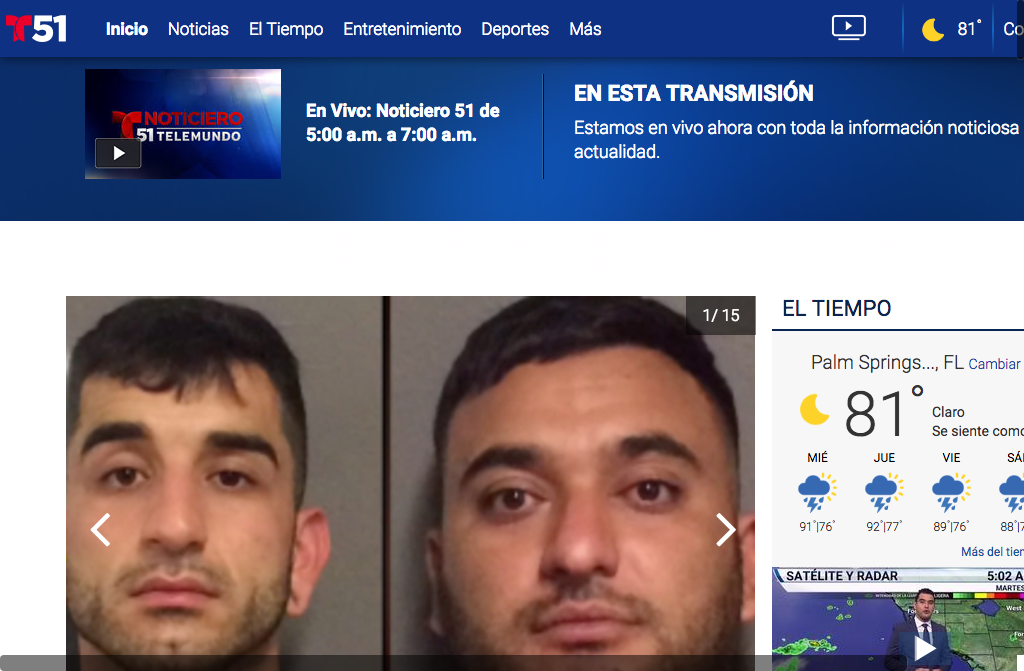 T51
Inicio Noticias El Tiempo Entretenimiento Deportes Más
81°
Co
NOTICIERO
51 TELEMUNDO
En Vivo: Noticiero 51 de
5:00 a.m. a 7:00 a.m.
EN ESTA TRANSMISIÓN
Estamos en vivo ahora con toda la información noticiosa
actualidad.
1/ 15
EL TIEMPO
Palm Springs..., FL Cambiar
81°
Claro
Se siente como
MIÉ JUE VIE SÁ
91°|76° 92°|77° 89°|76° 88°|7
Más del tiem
SATÉLITE Y RADAR 5:02 A
MARTES
West